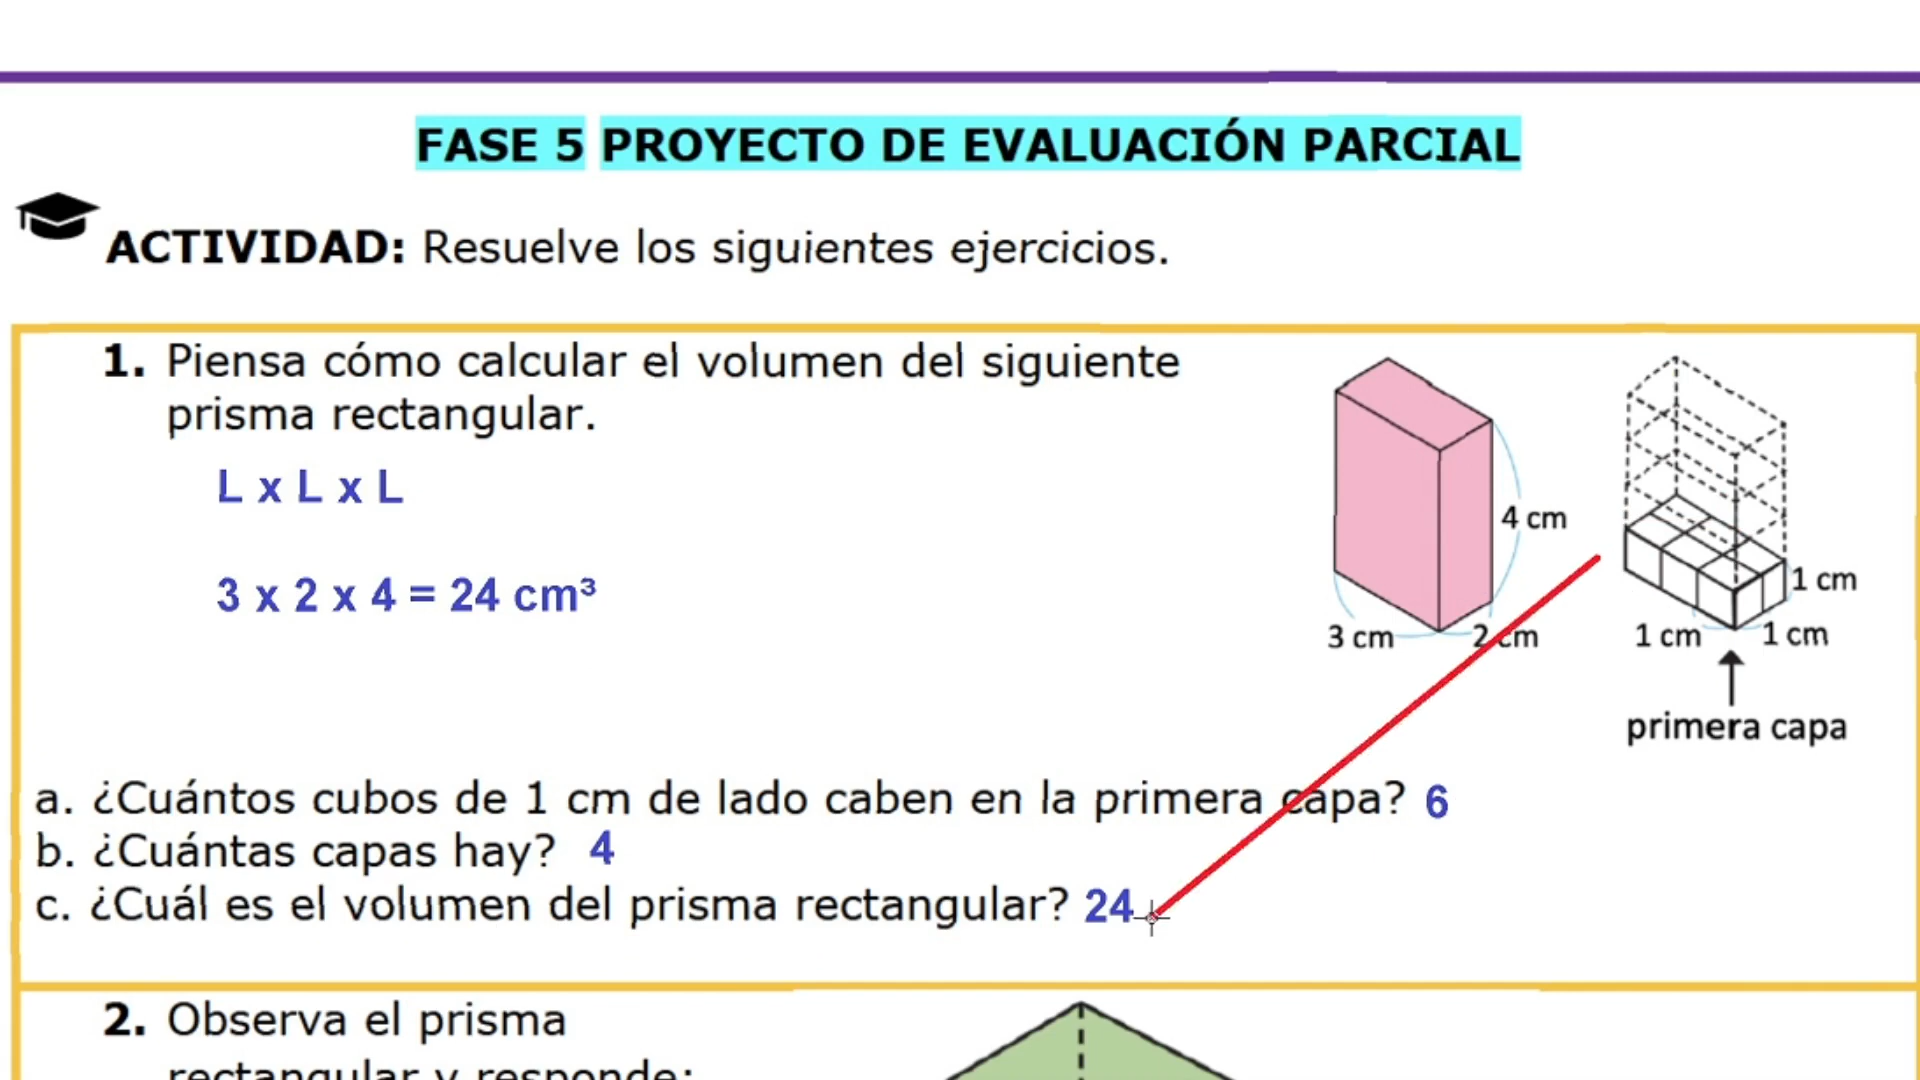 FASE 5 PROYECTO DE EVALUACIÓN PARCIAL
ACTIVIDAD: Resuelve los siguientes ejercicios.
1. Piensa cómo calcular el volumen del siguiente
prisma rectangular.
L x L x L
3 x 2 x 4 = 24 cm³
4 cm
3 cm
2 cm
1 cm
1 cm
1 cm
primera capa
a. ¿Cuántos cubos de 1 cm de lado caben en la primera capa? 6
b. ¿Cuántas capas hay? 4
c. ¿Cuál es el volumen del prisma rectangular? 24
2. Observa el prisma
rectangular y responde: